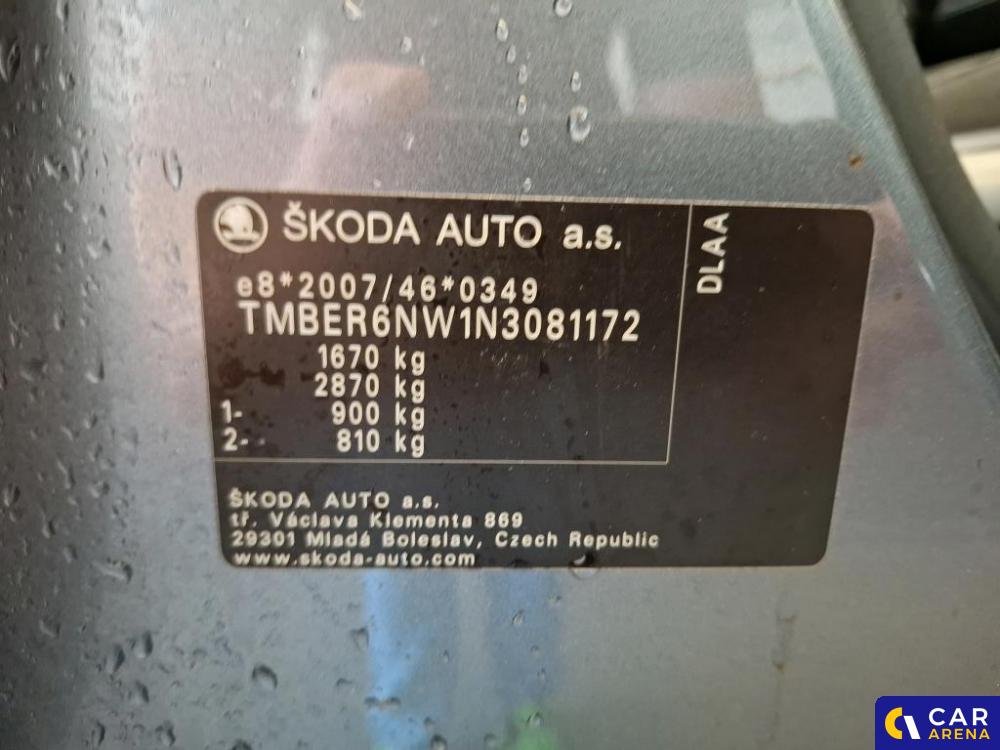 ŠKODA AUTO a.s.
e8*2007/46*0349
TMBER6NW1N3081172
1670 kg
2870 kg
1- 900 kg
2- 810 kg
DLAA
ŠKODA AUTO a.s.
tř. Václava Klementa 869
29301 Mladá Boleslav, Czech Republic
www.skoda-auto.com
CAR
ARENA